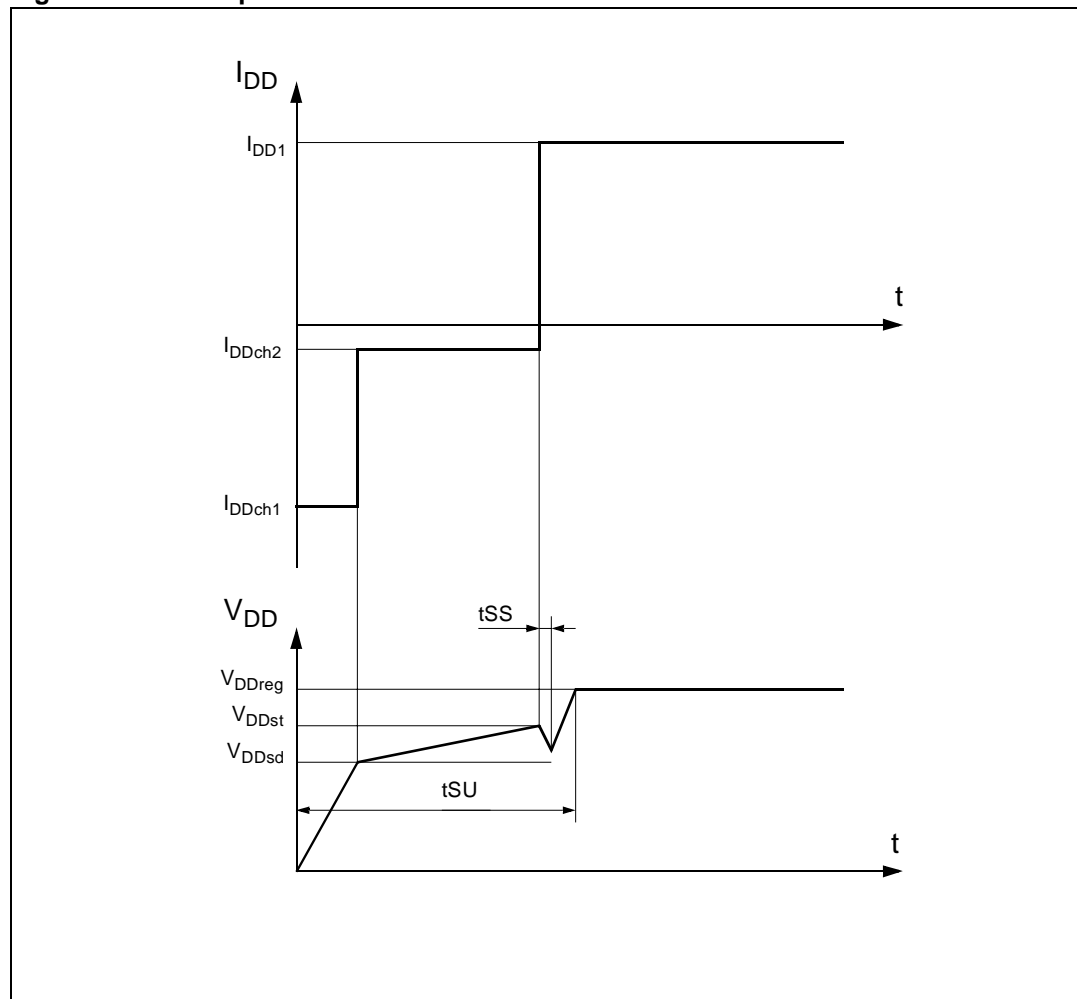 I_DD
I_DD1
t
I_DDch2
I_DDch1
V_DD
tSS
V_DDreg
V_DDst
V_DDsd
tSU
t